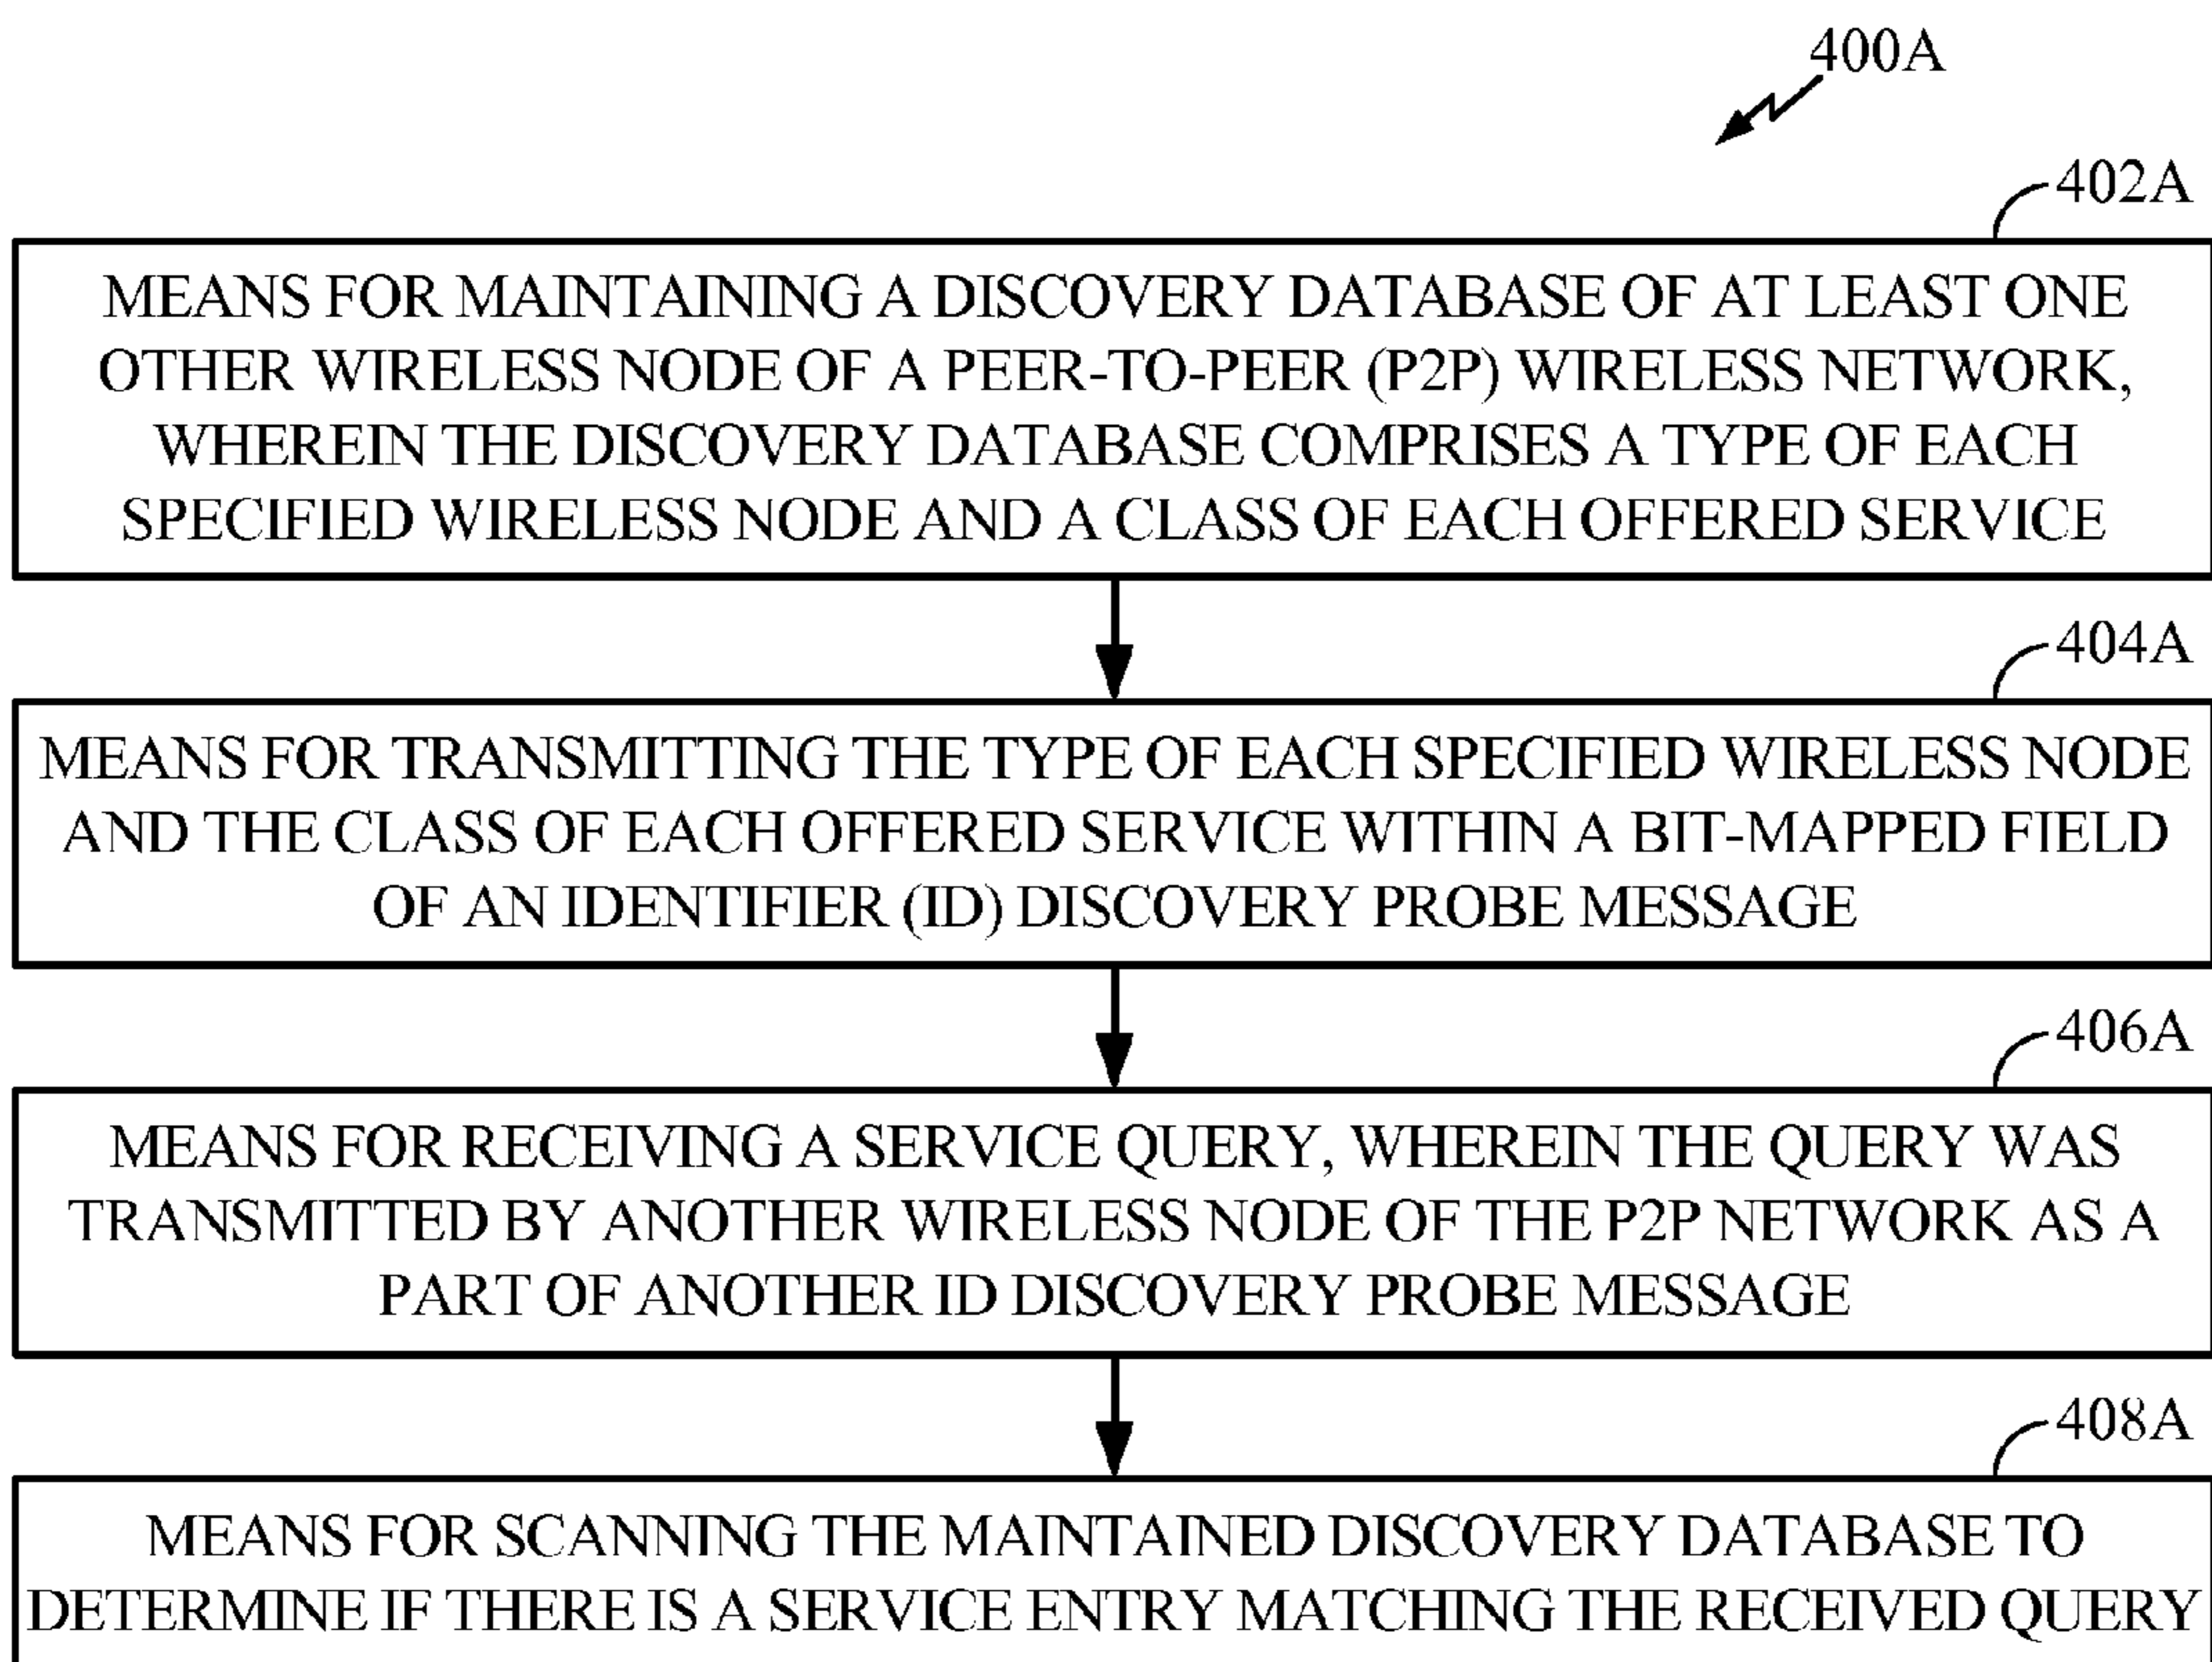 400A
402A
MEANS FOR MAINTAINING A DISCOVERY DATABASE OF AT LEAST ONE
OTHER WIRELESS NODE OF A PEER-TO-PEER (P2P) WIRELESS NETWORK,
WHEREIN THE DISCOVERY DATABASE COMPRISES A TYPE OF EACH
SPECIFIED WIRELESS NODE AND A CLASS OF EACH OFFERED SERVICE
404A
MEANS FOR TRANSMITTING THE TYPE OF EACH SPECIFIED WIRELESS NODE
AND THE CLASS OF EACH OFFERED SERVICE WITHIN A BIT-MAPPED FIELD
OF AN IDENTIFIER (ID) DISCOVERY PROBE MESSAGE
406A
MEANS FOR RECEIVING A SERVICE QUERY, WHEREIN THE QUERY WAS
TRANSMITTED BY ANOTHER WIRELESS NODE OF THE P2P NETWORK AS A
PART OF ANOTHER ID DISCOVERY PROBE MESSAGE
408A
MEANS FOR SCANNING THE MAINTAINED DISCOVERY DATABASE TO
DETERMINE IF THERE IS A SERVICE ENTRY MATCHING THE RECEIVED QUERY